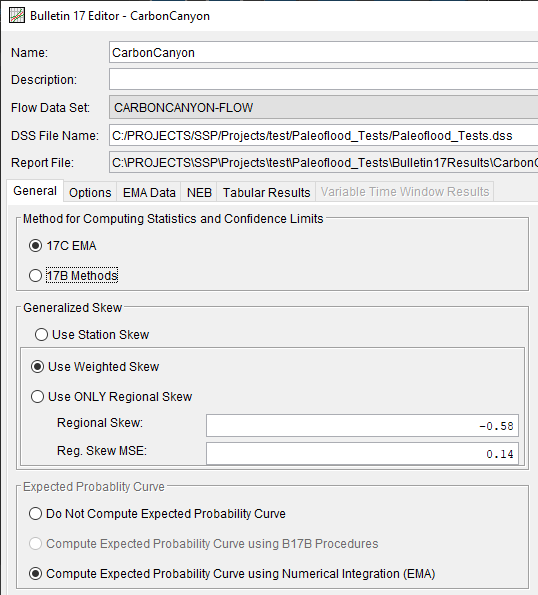 Bulletin 17 Editor - CarbonCanyon
Name: CarbonCanyon
Description:
Flow Data Set: CARBONCANYON-FLOW
DSS File Name: C:/PROJECTS/SSP/Projects/test/Paleoflood_Tests/Paleoflood_Tests.dss
Report File: C:\PROJECTS\SSP\Projects\test\Paleoflood_Tests\Bulletin17Results\CarbonC
General Options EMA Data NEB Tabular Results Variable Time Window Results
Method for Computing Statistics and Confidence Limits
17C EMA
17B Methods
Generalized Skew
Use Station Skew
Use Weighted Skew
Use ONLY Regional Skew
Regional Skew: -0.58
Reg. Skew MSE: 0.14
Expected Probablity Curve
Do Not Compute Expected Probability Curve
Compute Expected Probability Curve using B17B Procedures
Compute Expected Probability Curve using Numerical Integration (EMA)